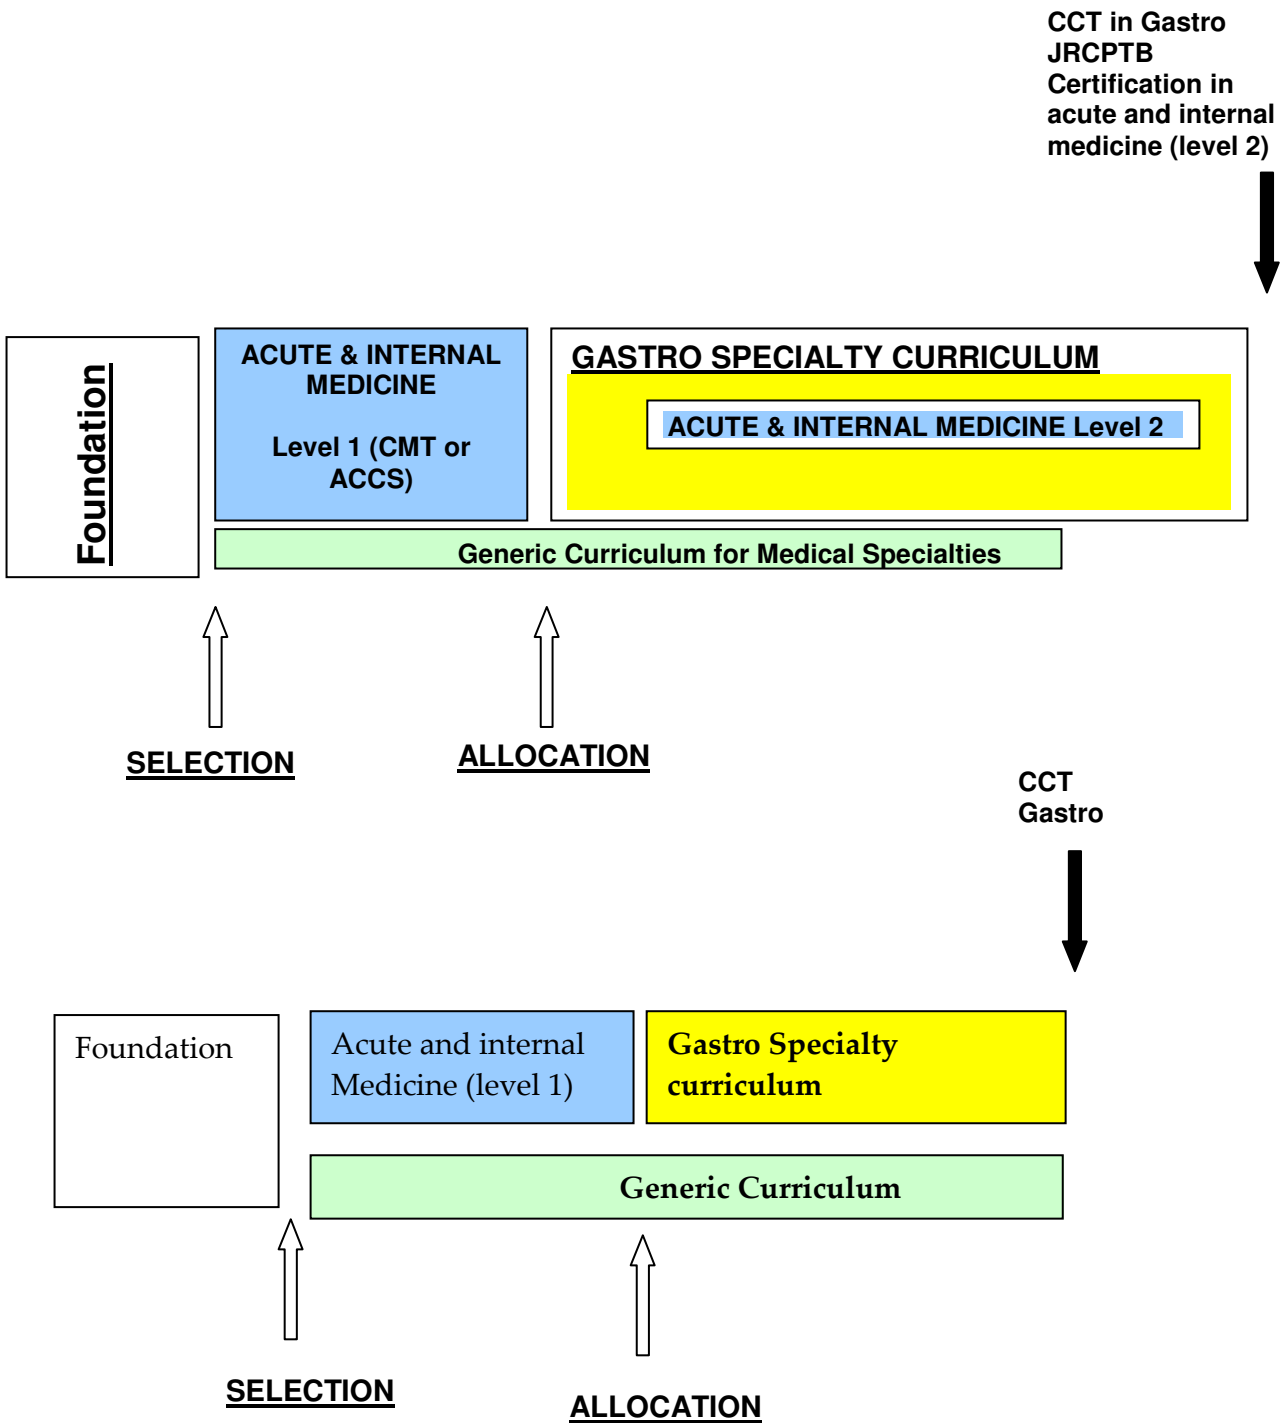 CCT in Gastro
JRCPTB
Certification in
acute and internal
medicine (level 2)
Foundation
ACUTE & INTERNAL
MEDICINE
Level 1 (CMT or
ACCS)
GASTRO SPECIALTY CURRICULUM
ACUTE & INTERNAL MEDICINE Level 2
Generic Curriculum for Medical Specialties
SELECTION
ALLOCATION
CCT
Gastro
Foundation
Acute and internal
Medicine (level 1)
Gastro Specialty
curriculum
Generic Curriculum
SELECTION
ALLOCATION